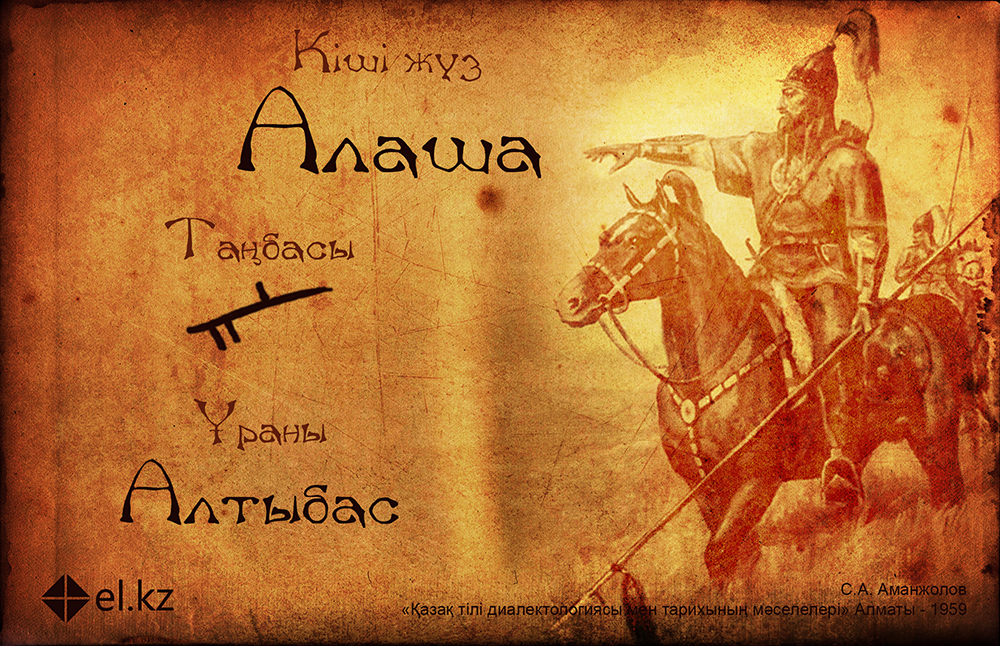 Кіші жүз
Алаша
Таңбасы
Ұраны
Алтыбас
el.kz
С.А. Аманжолов
«Қазақ тілі диалектологиясы мен тарихының мәселелері» Алматы - 1959